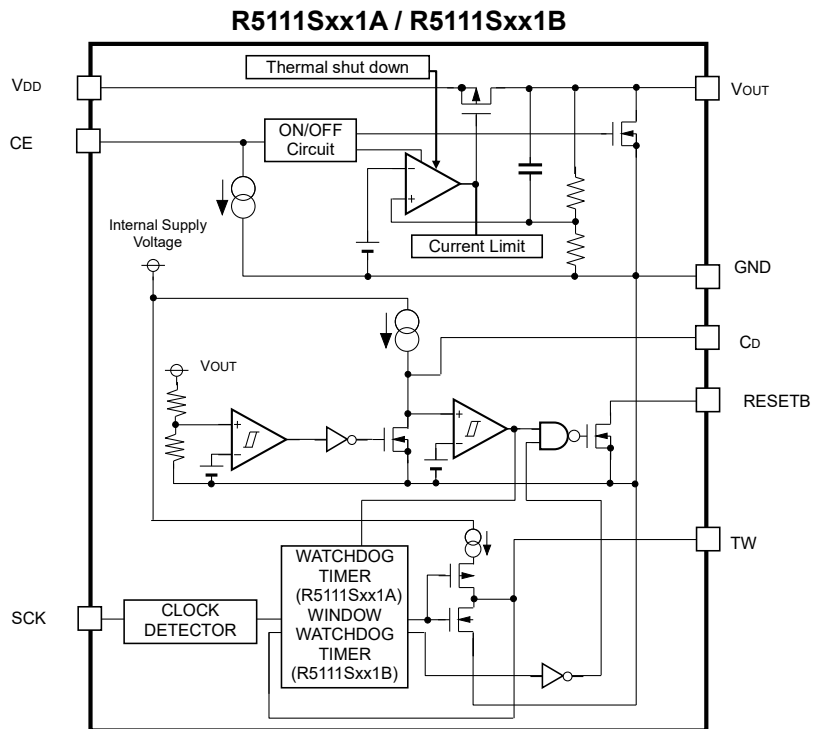 R5111Sxx1A / R5111Sxx1B
Thermal shut down
VDD
VOUT
CE
ON/OFF
Circuit
−
+
Internal Supply
Voltage
Current Limit
GND
CD
VOUT
RESETB
+
−
+
−
TW
WATCHDOG
TIMER
(R5111Sxx1A)
WINDOW
WATCHDOG
TIMER
(R5111Sxx1B)
SCK
CLOCK
DETECTOR